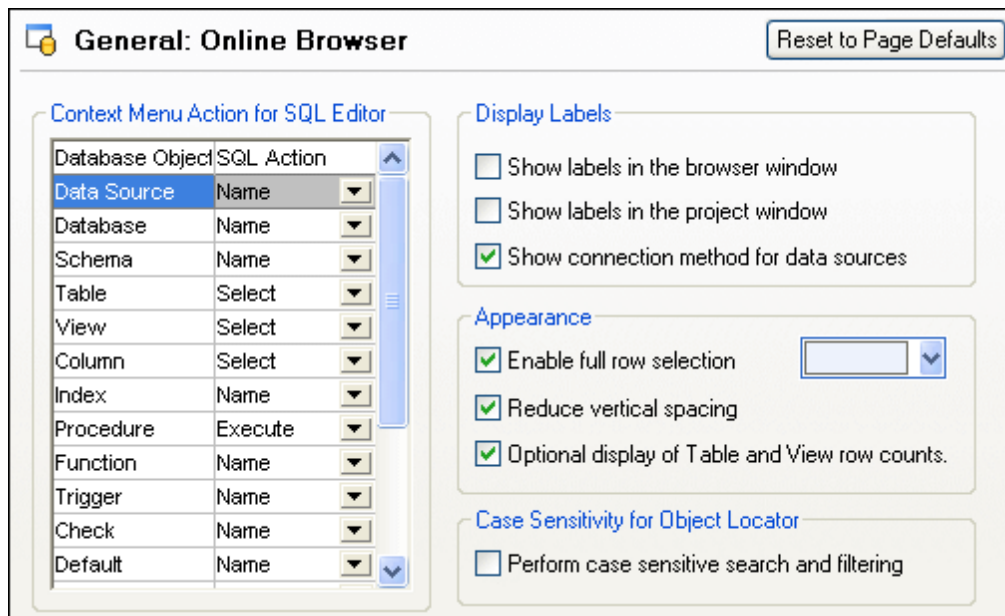 General: Online Browser
Reset to Page Defaults
Context Menu Action for SQL Editor
Database Object SQL Action
Data Source Name
Database Name
Schema Name
Table Select
View Select
Column Select
Index Name
Procedure Execute
Function Name
Trigger Name
Check Name
Default Name
Display Labels
Show labels in the browser window
Show labels in the project window
Show connection method for data sources
Appearance
Enable full row selection
Reduce vertical spacing
Optional display of Table and View row counts.
Case Sensitivity for Object Locator
Perform case sensitive search and filtering